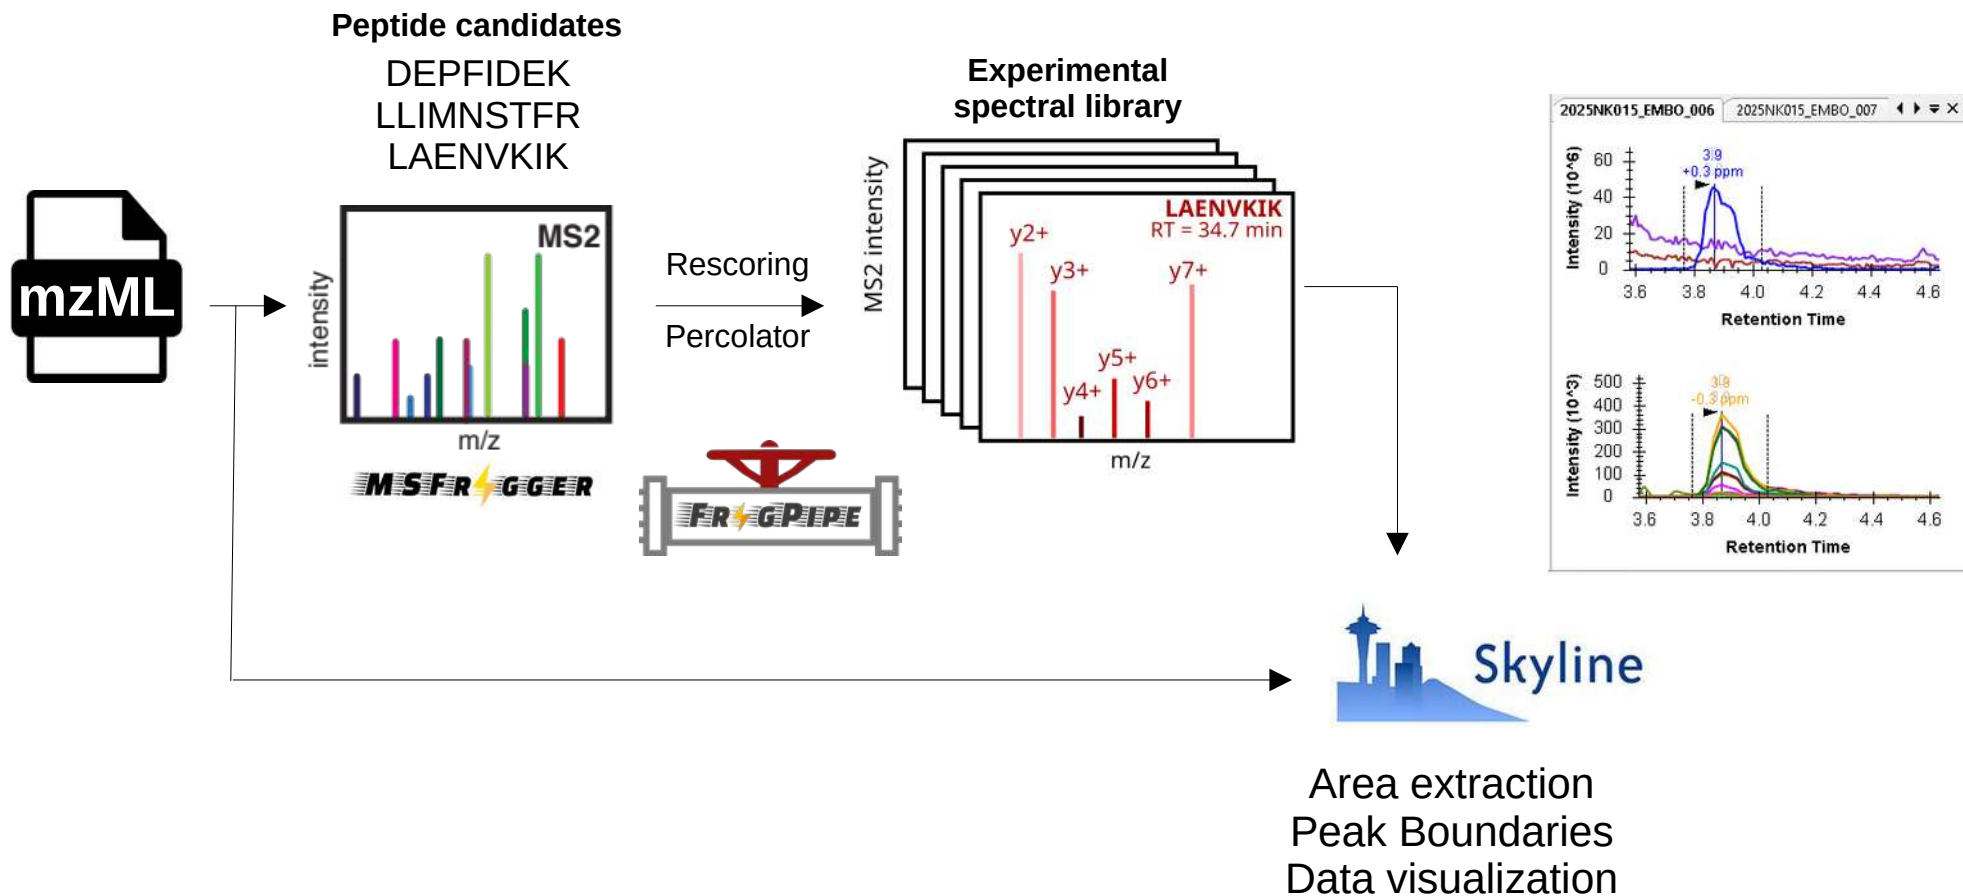 Peptide candidates
DEPFIDEK
LLIMNSTFR
LAENVKIK
mzML
MS2
intensity
m/z
MSFRAGGER
Rescoring
Percolator
FRAGPIPE
Experimental
spectral library
MS2 intensity
LAENVKIK
RT = 34.7 min
y2+
y3+
y7+
y5+
y4+
y6+
m/z
2025NK015_EMBO_006
2025NK015_EMBO_007
Intensity (10^6)
60
40
20
0
3.9
+0.3 ppm
3.6 3.8 4.0 4.2 4.4 4.6
Retention Time
Intensity (10^3)
500
400
300
200
100
0
3.9
-0.3 ppm
3.6 3.8 4.0 4.2 4.4 4.6
Retention Time
Skyline
Area extraction
Peak Boundaries
Data visualization